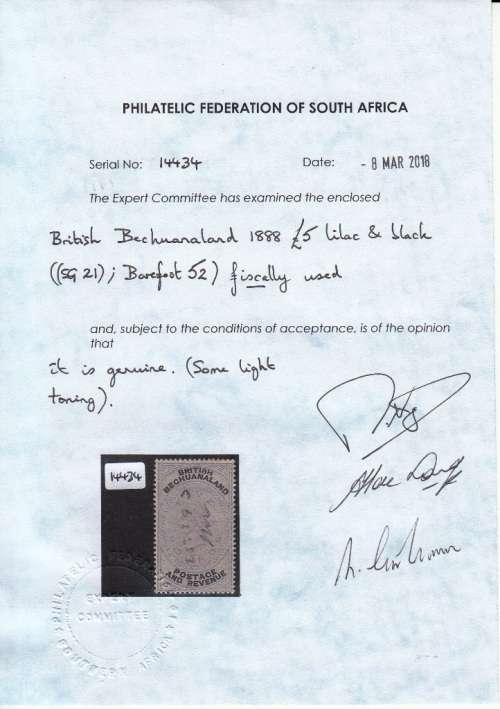 PHILATELIC FEDERATION OF SOUTH AFRICA
Serial No: 14434 Date: - 8 MAR 2018
The Expert Committee has examined the enclosed
British Bechuanaland 1888 £5 lilac & black
((SG 21); Barefoot 52) fiscally used
and, subject to the conditions of acceptance, is of the opinion
that
it is genuine. (Some light
toning).
14434
BRITISH
BECHUANALAND
POSTAGE
AND REVENUE
PHILATELIC FEDERATION
EXPERT
COMMITTEE